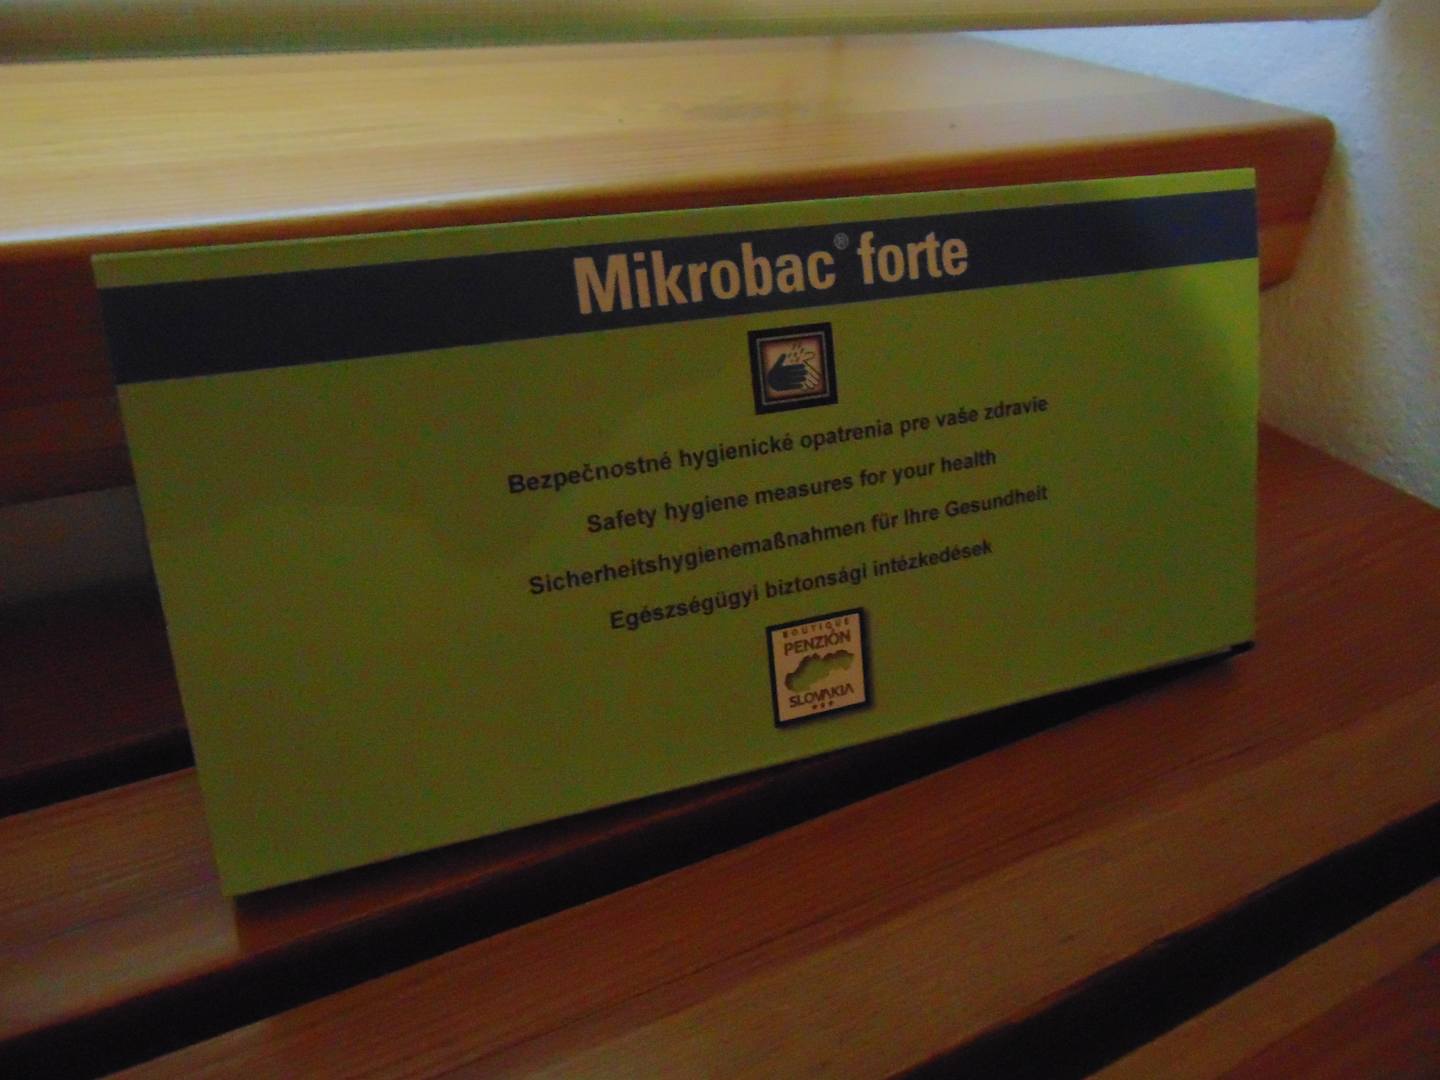 Mikrobac® forte
Bezpečnostné hygienické opatrenia pre vaše zdravie
Safety hygiene measures for your health
Sicherheitshygienemaßnahmen für Ihre Gesundheit
Egészségügyi biztonsági intézkedések
BOUTIQUE
PENZIÓN
SLOVAKIA